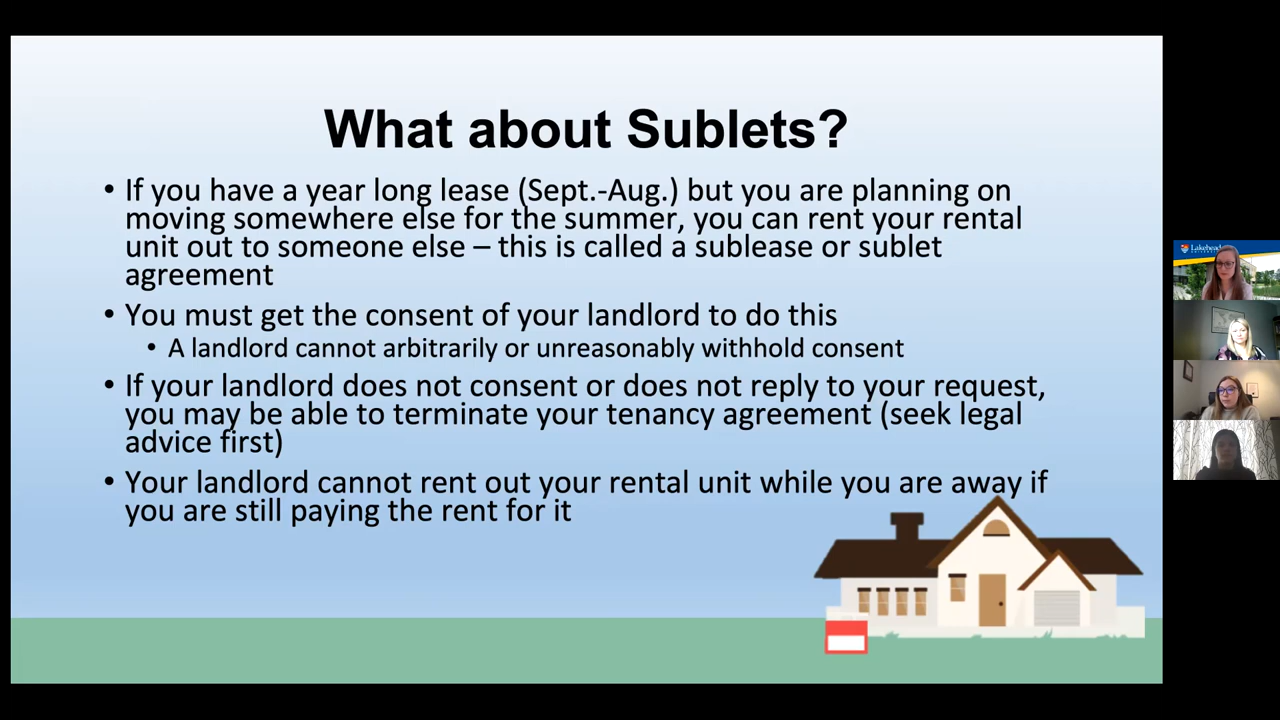 What about Sublets?
• If you have a year long lease (Sept.-Aug.) but you are planning on
moving somewhere else for the summer, you can rent your rental
unit out to someone else – this is called a sublease or sublet
agreement
• You must get the consent of your landlord to do this
• A landlord cannot arbitrarily or unreasonably withhold consent
• If your landlord does not consent or does not reply to your request,
you may be able to terminate your tenancy agreement (seek legal
advice first)
• Your landlord cannot rent out your rental unit while you are away if
you are still paying the rent for it
Lakehead